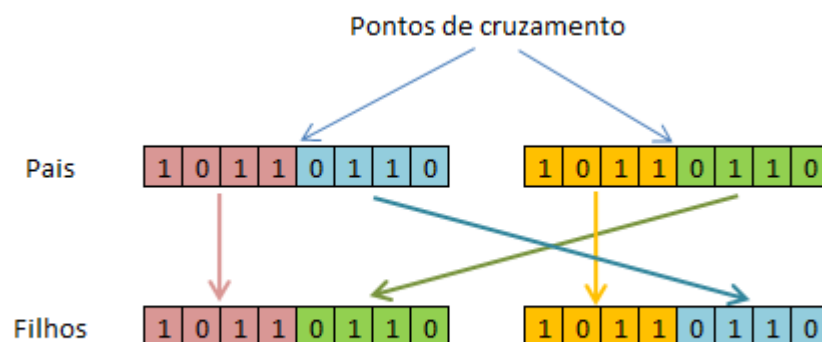 Pontos de cruzamento
Pais 1 0 1 1 0 1 1 0 1 0 1 1 0 1 1 0
Filhos 1 0 1 1 0 1 1 0 1 0 1 1 0 1 1 0